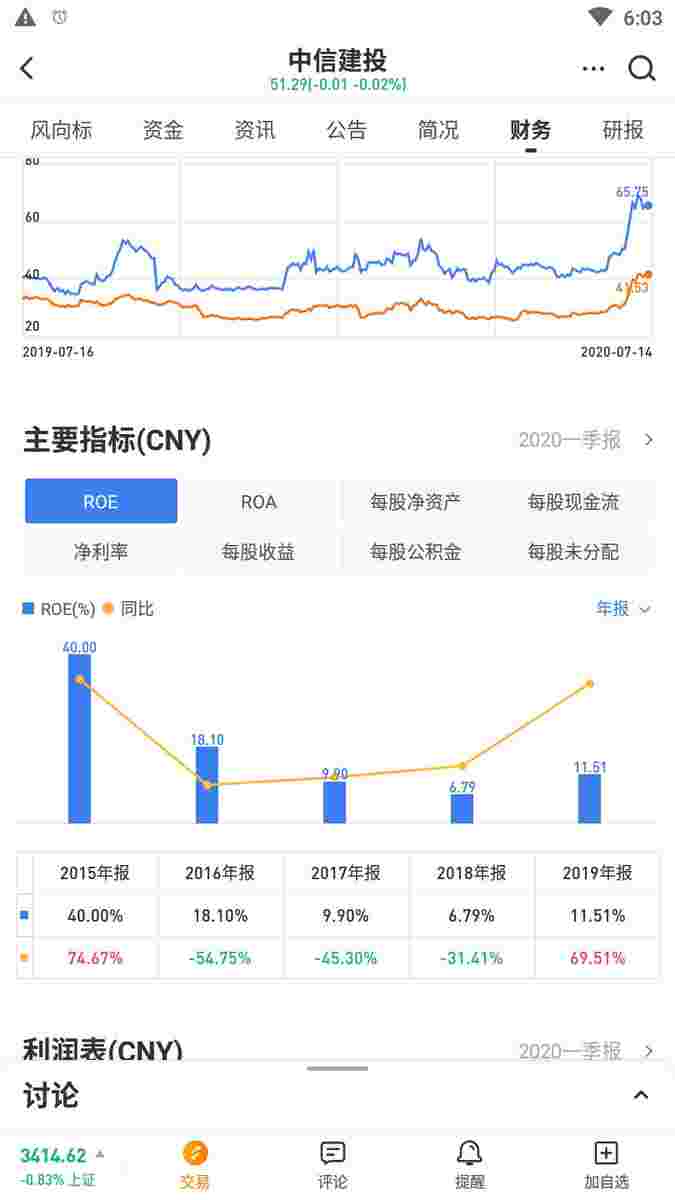 6:03
中信建投
51.29(-0.01 -0.02%)
风向标 资金 资讯 公告 简况 财务 研报
80
65.75
60
40
41.53
20
2019-07-16 2020-07-14
主要指标(CNY) 2020一季报
ROE ROA 每股净资产 每股现金流
净利率 每股收益 每股公积金 每股未分配
ROE(%) 同比 年报
40.00
18.10
9.90
6.79
11.51
2015年报 2016年报 2017年报 2018年报 2019年报
40.00% 18.10% 9.90% 6.79% 11.51%
74.67% -54.75% -45.30% -31.41% 69.51%
利润表(CNY) 2020一季报
讨论
3414.62
-0.83% 上证
交易 评论 提醒 加自选